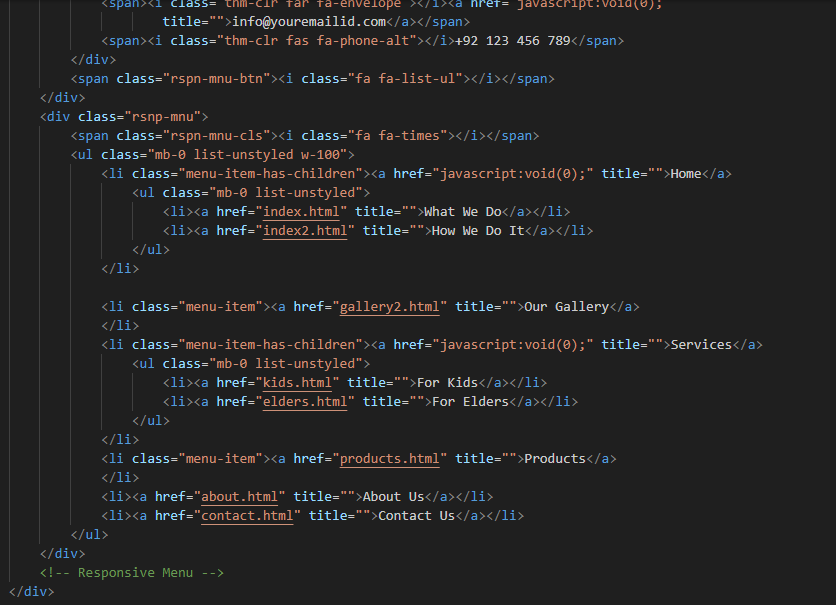 <span><i class="thm-clr far fa-envelope"></i><a href="javascript:void(0);"
title="">info@youremailid.com</a></span>
<span><i class="thm-clr fas fa-phone-alt"></i>+92 123 456 789</span>
</div>
<span class="rspn-mnu-btn"><i class="fa fa-list-ul"></i></span>
</div>
<div class="rsnp-mnu">
<span class="rspn-mnu-cls"><i class="fa fa-times"></i></span>
<ul class="mb-0 list-unstyled w-100">
<li class="menu-item-has-children"><a href="javascript:void(0);" title="">Home</a>
<ul class="mb-0 list-unstyled">
<li><a href="index.html" title="">What We Do</a></li>
<li><a href="index2.html" title="">How We Do It</a></li>
</ul>
</li>
<li class="menu-item"><a href="gallery2.html" title="">Our Gallery</a>
</li>
<li class="menu-item-has-children"><a href="javascript:void(0);" title="">Services</a>
<ul class="mb-0 list-unstyled">
<li><a href="kids.html" title="">For Kids</a></li>
<li><a href="elders.html" title="">For Elders</a></li>
</ul>
</li>
<li class="menu-item"><a href="products.html" title="">Products</a>
</li>
<li><a href="about.html" title="">About Us</a></li>
<li><a href="contact.html" title="">Contact Us</a></li>
</ul>
</div>
<!-- Responsive Menu -->
</div>